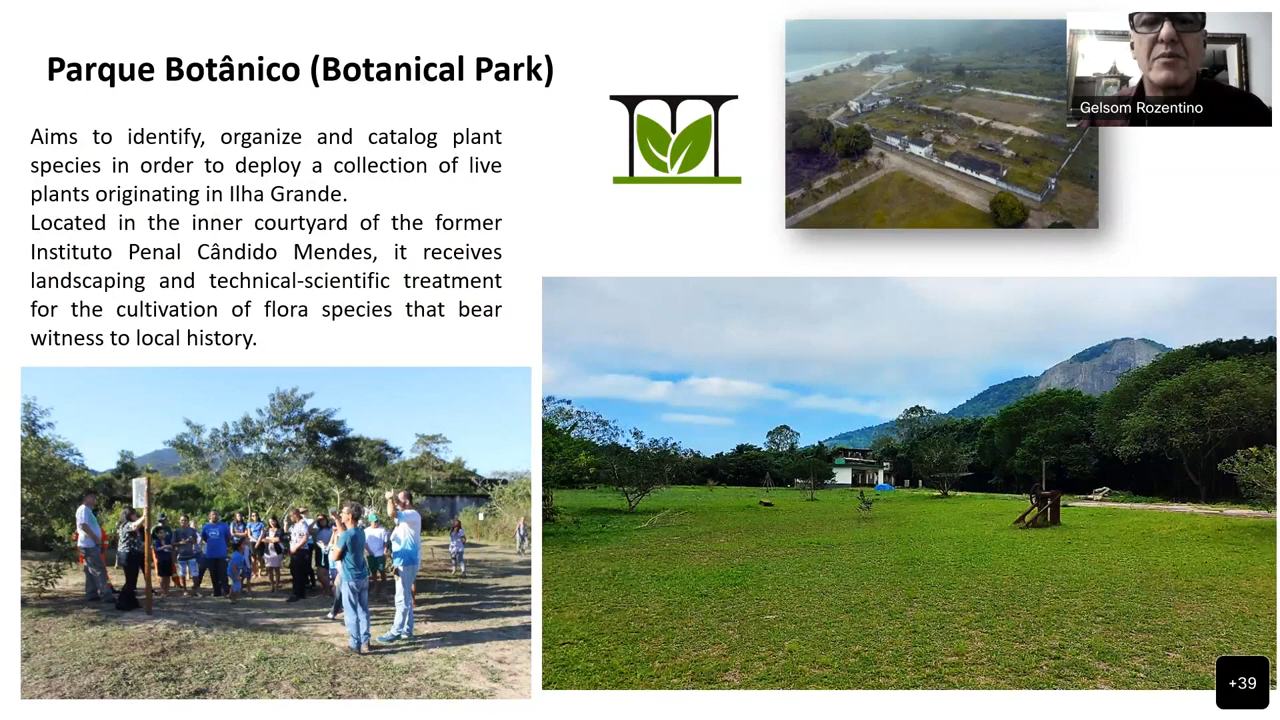 Parque Botânico (Botanical Park)
Aims to identify, organize and catalog plant
species in order to deploy a collection of live
plants originating in Ilha Grande.
Located in the inner courtyard of the former
Instituto Penal Cândido Mendes, it receives
landscaping and technical-scientific treatment
for the cultivation of flora species that bear
witness to local history.
Gelsom Rozentino
+39